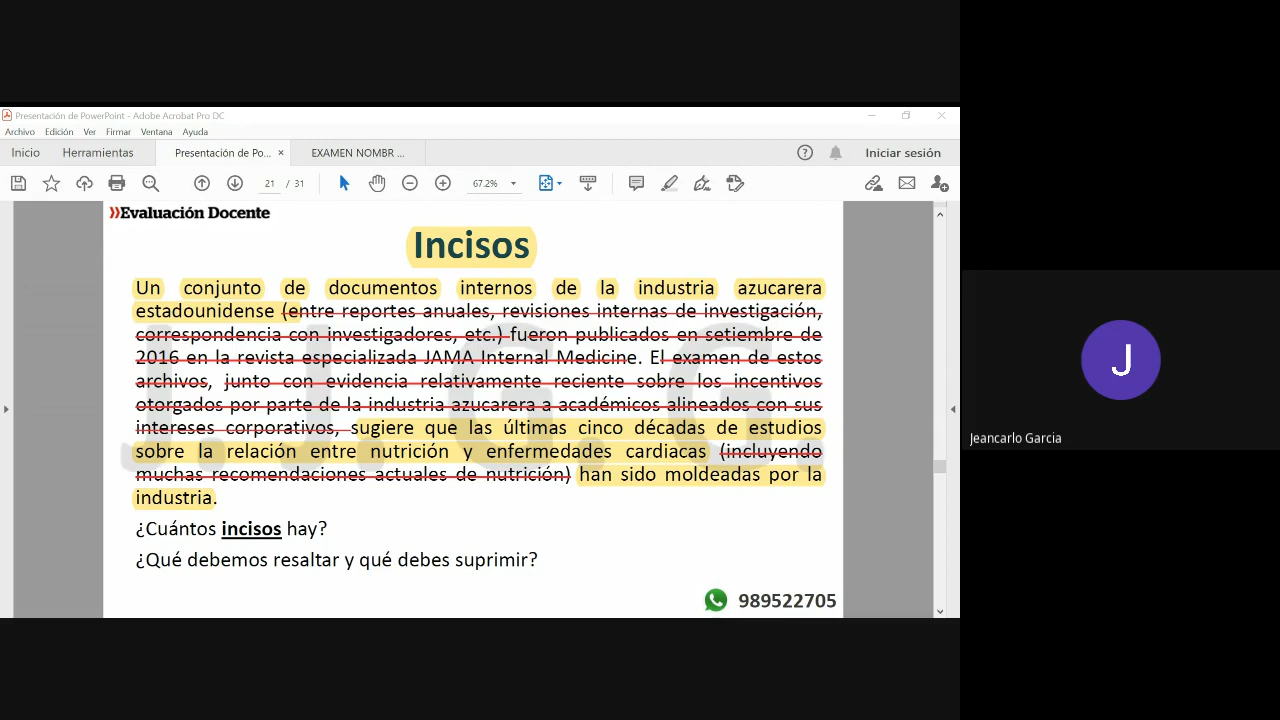 Presentación de PowerPoint - Adobe Acrobat Pro DC
Archivo Edición Ver Firmar Ventana Ayuda
Inicio Herramientas Presentación de Po... × EXAMEN NOMBR ... Iniciar sesión
21 / 31 67.2%
»Evaluación Docente
Incisos
Un conjunto de documentos internos de la industria azucarera
estadounidense (entre reportes anuales, revisiones internas de investigación,
correspondencia con investigadores, etc.) fueron publicados en setiembre de
2016 en la revista especializada JAMA Internal Medicine. El examen de estos
archivos, junto con evidencia relativamente reciente sobre los incentivos
otorgados por parte de la industria azucarera a académicos alineados con sus
intereses corporativos, sugiere que las últimas cinco décadas de estudios
sobre la relación entre nutrición y enfermedades cardiacas (incluyendo
muchas recomendaciones actuales de nutrición) han sido moldeadas por la
industria.
J. J. G. G.
¿Cuántos incisos hay?
¿Qué debemos resaltar y qué debes suprimir?
989522705
J
Jeancarlo Garcia